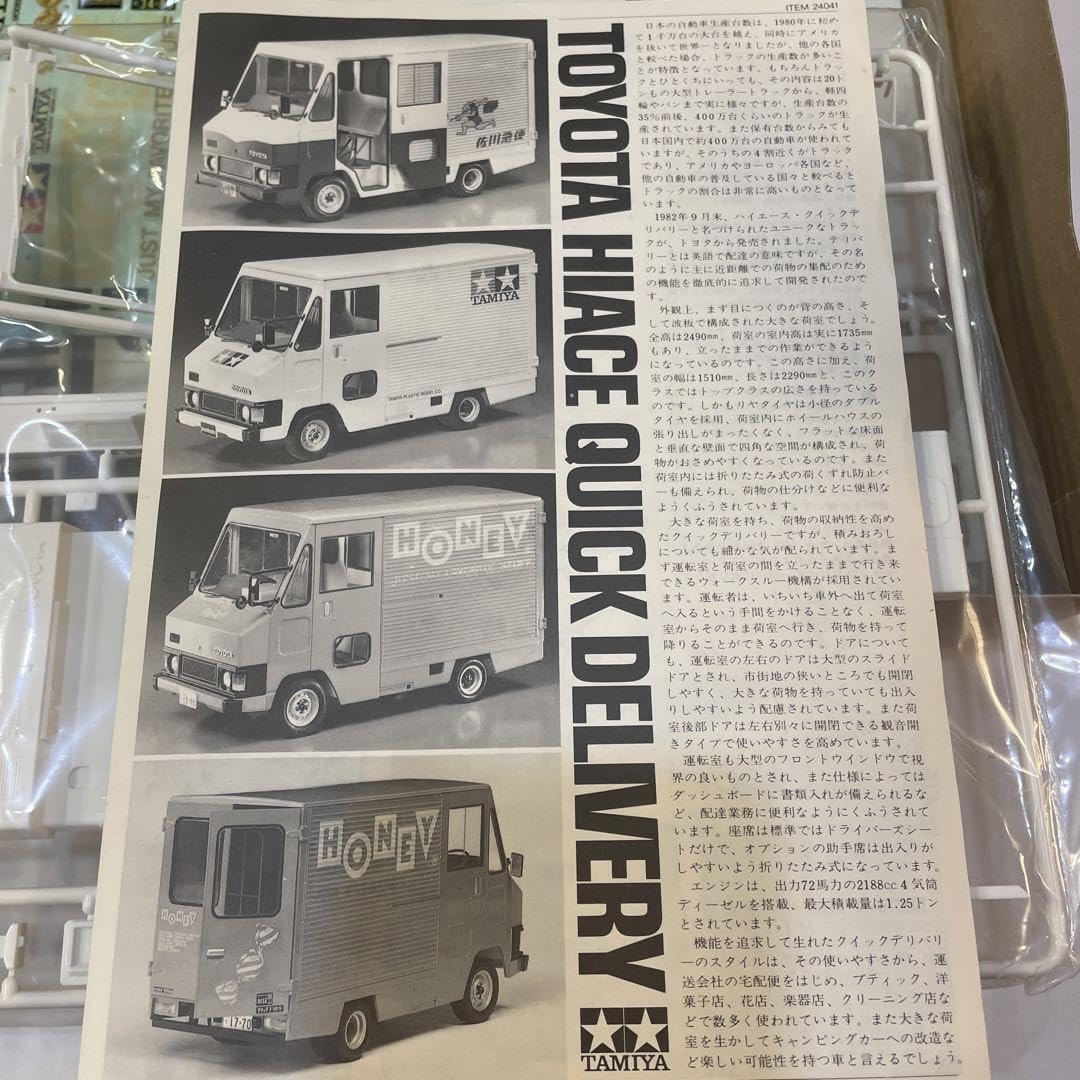 ITEM 24041
TOYOTA HIACE QUICK DELIVERY
TAMIYA
日本の自動車生産台数は、1980年に初め
て1千万台の大台を越え、同時にアメリカ
を抜いて世界一となりましたが、他の各国
と較べた場合、トラックの生産数が多いこ
とが特徴となっています。もちろんトラッ
クとひとくちにいっても、その内容は20ト
ンもの大型トレーラートラックから、軽四
輪やバンまで実に様々ですが、生産台数の
35%前後、400万台くらいのトラックが生
産されています。また保有台数からみても
日本国内で約400万台の自動車が使われて
いますが、そのうちの4割近くがトラック
であり、アメリカやヨーロッパ各国など、
他の自動車の普及している国々と較べると
トラックの割合は非常に高いものとなって
います。
1982年9月末、ハイエース・クイックデ
リバリーと名づけられたユニークなトラッ
クが、トヨタから発売されました。デリバ
リーとは英語で配達の意味ですが、その名
のように主に近距離での荷物の集配のため
の機能を徹底的に追求して開発されたので
す。
外観上、まず目につくのが背の高さ、そ
して波板で構成された大きな荷室でしょう。
全高は2490mm、荷室の室内高は実に1735mm
もあり、立ったままでの作業ができるよう
になっているのです。この高さに加え、荷
室の幅は1510mm、長さは2290mmと、このク
ラスではトップクラスの広さを持っている
のです。しかもリヤタイヤは小径のダブル
タイヤを採用、荷室内にホイールハウスの
張り出しがまったくなく、フラットな床面
と垂直な壁面で四角な空間が構成され、荷
物がおさめやすくなっているのです。また
荷室内には折りたたみ式の荷くずれ防止バ
ーも備えられ、荷物の仕分けなどに便利な
ようくふうされています。
大きな荷室を持ち、荷物の収納性を高め
たクイックデリバリーですが、積みおろし
についても細かな気が配られています。ま
ず運転室と荷室の間を立ったままで行き来
できるウォークスルー機構が採用されてい
ます。運転者は、いちいち車外へ出て荷室
へ入るという手間をかけることなく、運転
室からそのまま荷室へ行き、荷物を持って
降りることができるのです。ドアについて
も、運転室の左右のドアは大型のスライド
ドアとされ、市街地の狭いところでも開閉
しやすく、大きな荷物を持っていても出入
りしやすいよう配慮されています。また荷
室後部ドアは左右別々に開閉できる観音開
きタイプで使いやすさを高めています。
運転室も大型のフロントウインドウで視
界の良いものとされ、また仕様によっては
ダッシュボードに書類入れが備えられるな
ど、配達業務に便利なようにくふうされて
います。座席は標準ではドライバーズシー
トだけで、オプションの助手席は出入りが
しやすいよう折りたたみ式になっています。
エンジンは、出力72馬力の2188cc4気筒
ディーゼルを搭載、最大積載量は1.25トン
とされています。
機能を追求して生れたクイックデリバリ
ーのスタイルは、その使いやすさから、運
送会社の宅配便をはじめ、ブティック、洋
菓子店、花店、楽器店、クリーニング店な
どで数多く使われています。また大きな荷
室を生かしてキャンピングカーへの改造な
ど楽しい可能性を持つ車と言えるでしょう。
佐川急便
TOYOTA
TAMIYA
TOYOTA
TAMIYA PLASTIC MODEL CO.
HONEY
TOYOTA
HONEY
HONEY
17-70
TAMIYA
JUST MY FAVORITE